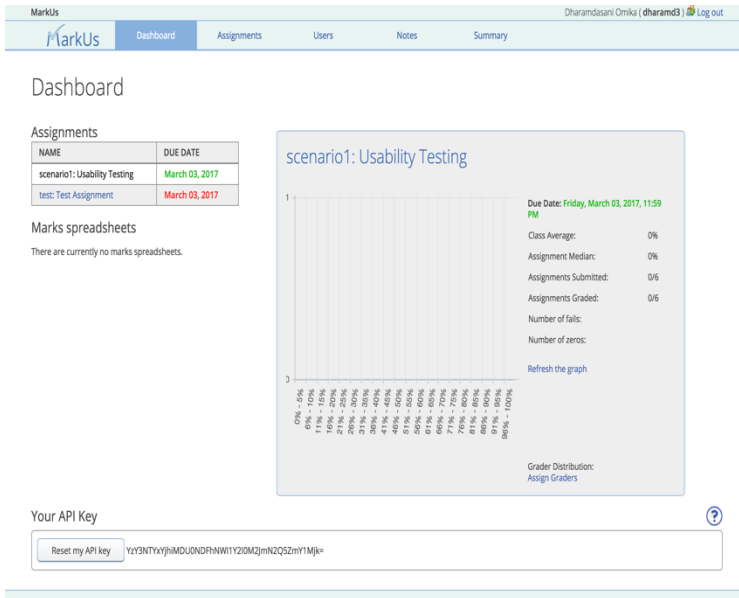 MarkUs
Dharamdasani Omika ( dharamd3 ) Log out
MarkUs Dashboard Assignments Users Notes Summary
Dashboard
Assignments
NAME DUE DATE
scenario1: Usability Testing March 03, 2017
test: Test Assignment March 03, 2017
Marks spreadsheets
There are currently no marks spreadsheets.
scenario1: Usability Testing
1
0
0% - 5%
6% - 10%
11% - 15%
16% - 20%
21% - 25%
26% - 30%
31% - 35%
36% - 40%
41% - 45%
46% - 50%
51% - 55%
56% - 60%
61% - 65%
66% - 70%
71% - 75%
76% - 80%
81% - 85%
86% - 90%
91% - 95%
96% - 100%
Due Date: Friday, March 03, 2017, 11:59
PM
Class Average: 0%
Assignment Median: 0%
Assignments Submitted: 0/6
Assignments Graded: 0/6
Number of fails:
Number of zeros:
Refresh the graph
Grader Distribution:
Assign Graders
Your API Key
?
Reset my API key